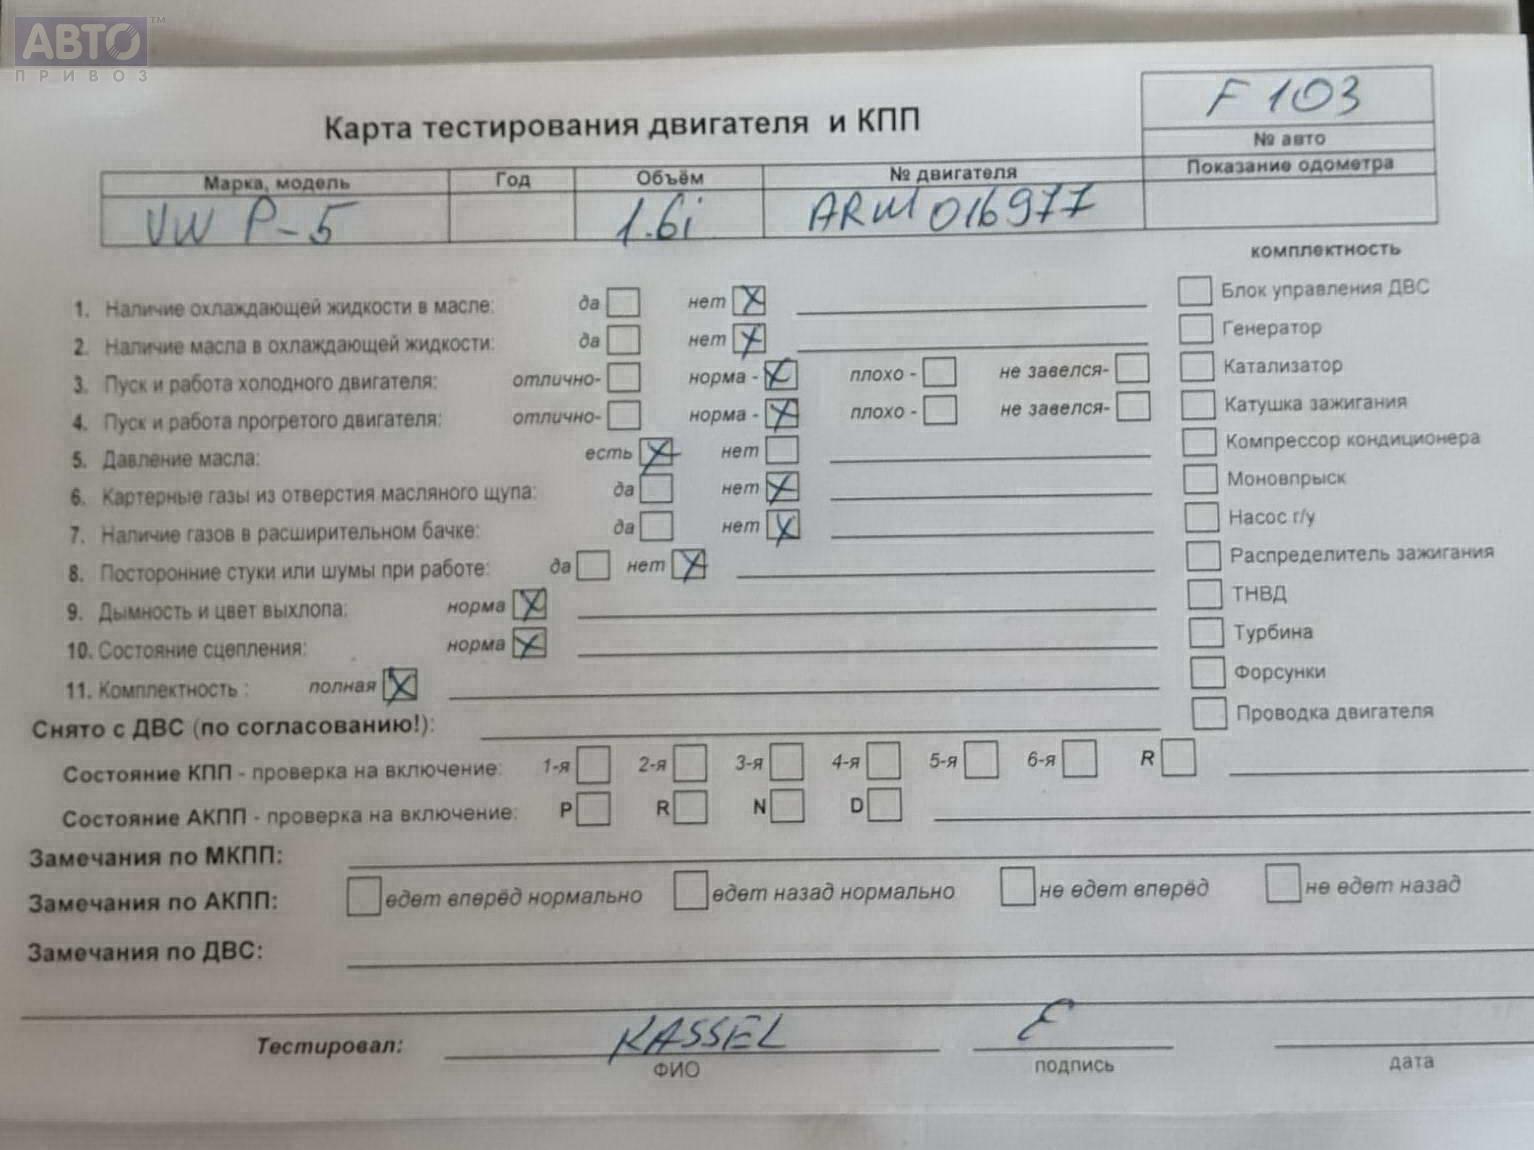 АВТО™
ПРИВОЗ
F 103
Карта тестирования двигателя и КПП
№ авто
Марка, модель Год Объём № двигателя Показание одометра
VW P-5 1.6i ARM 016977
комплектность
1. Наличие охлаждающей жидкости в масле: да нет X Блок управления ДВС
2. Наличие масла в охлаждающей жидкости: да нет X Генератор
3. Пуск и работа холодного двигателя: отлично- норма - X плохо - не завелся- Катализатор
4. Пуск и работа прогретого двигателя: отлично- норма - X плохо - не завелся- Катушка зажигания
5. Давление масла: есть X нет Компрессор кондиционера
6. Картерные газы из отверстия масляного щупа: да нет X Моновпрыск
7. Наличие газов в расширительном бачке: да нет X Насос г/у
8. Посторонние стуки или шумы при работе: да нет X Распределитель зажигания
9. Дымность и цвет выхлопа: норма X ТНВД
10. Состояние сцепления: норма X Турбина
11. Комплектность : полная X Форсунки
Снято с ДВС (по согласованию!): Проводка двигателя
Состояние КПП - проверка на включение: 1-я 2-я 3-я 4-я 5-я 6-я R
Состояние АКПП - проверка на включение: P R N D
Замечания по МКПП:
Замечания по АКПП: едет вперёд нормально едет назад нормально не едет вперёд не едет назад
Замечания по ДВС:
Тестировал: KASSEL
ФИО подпись дата